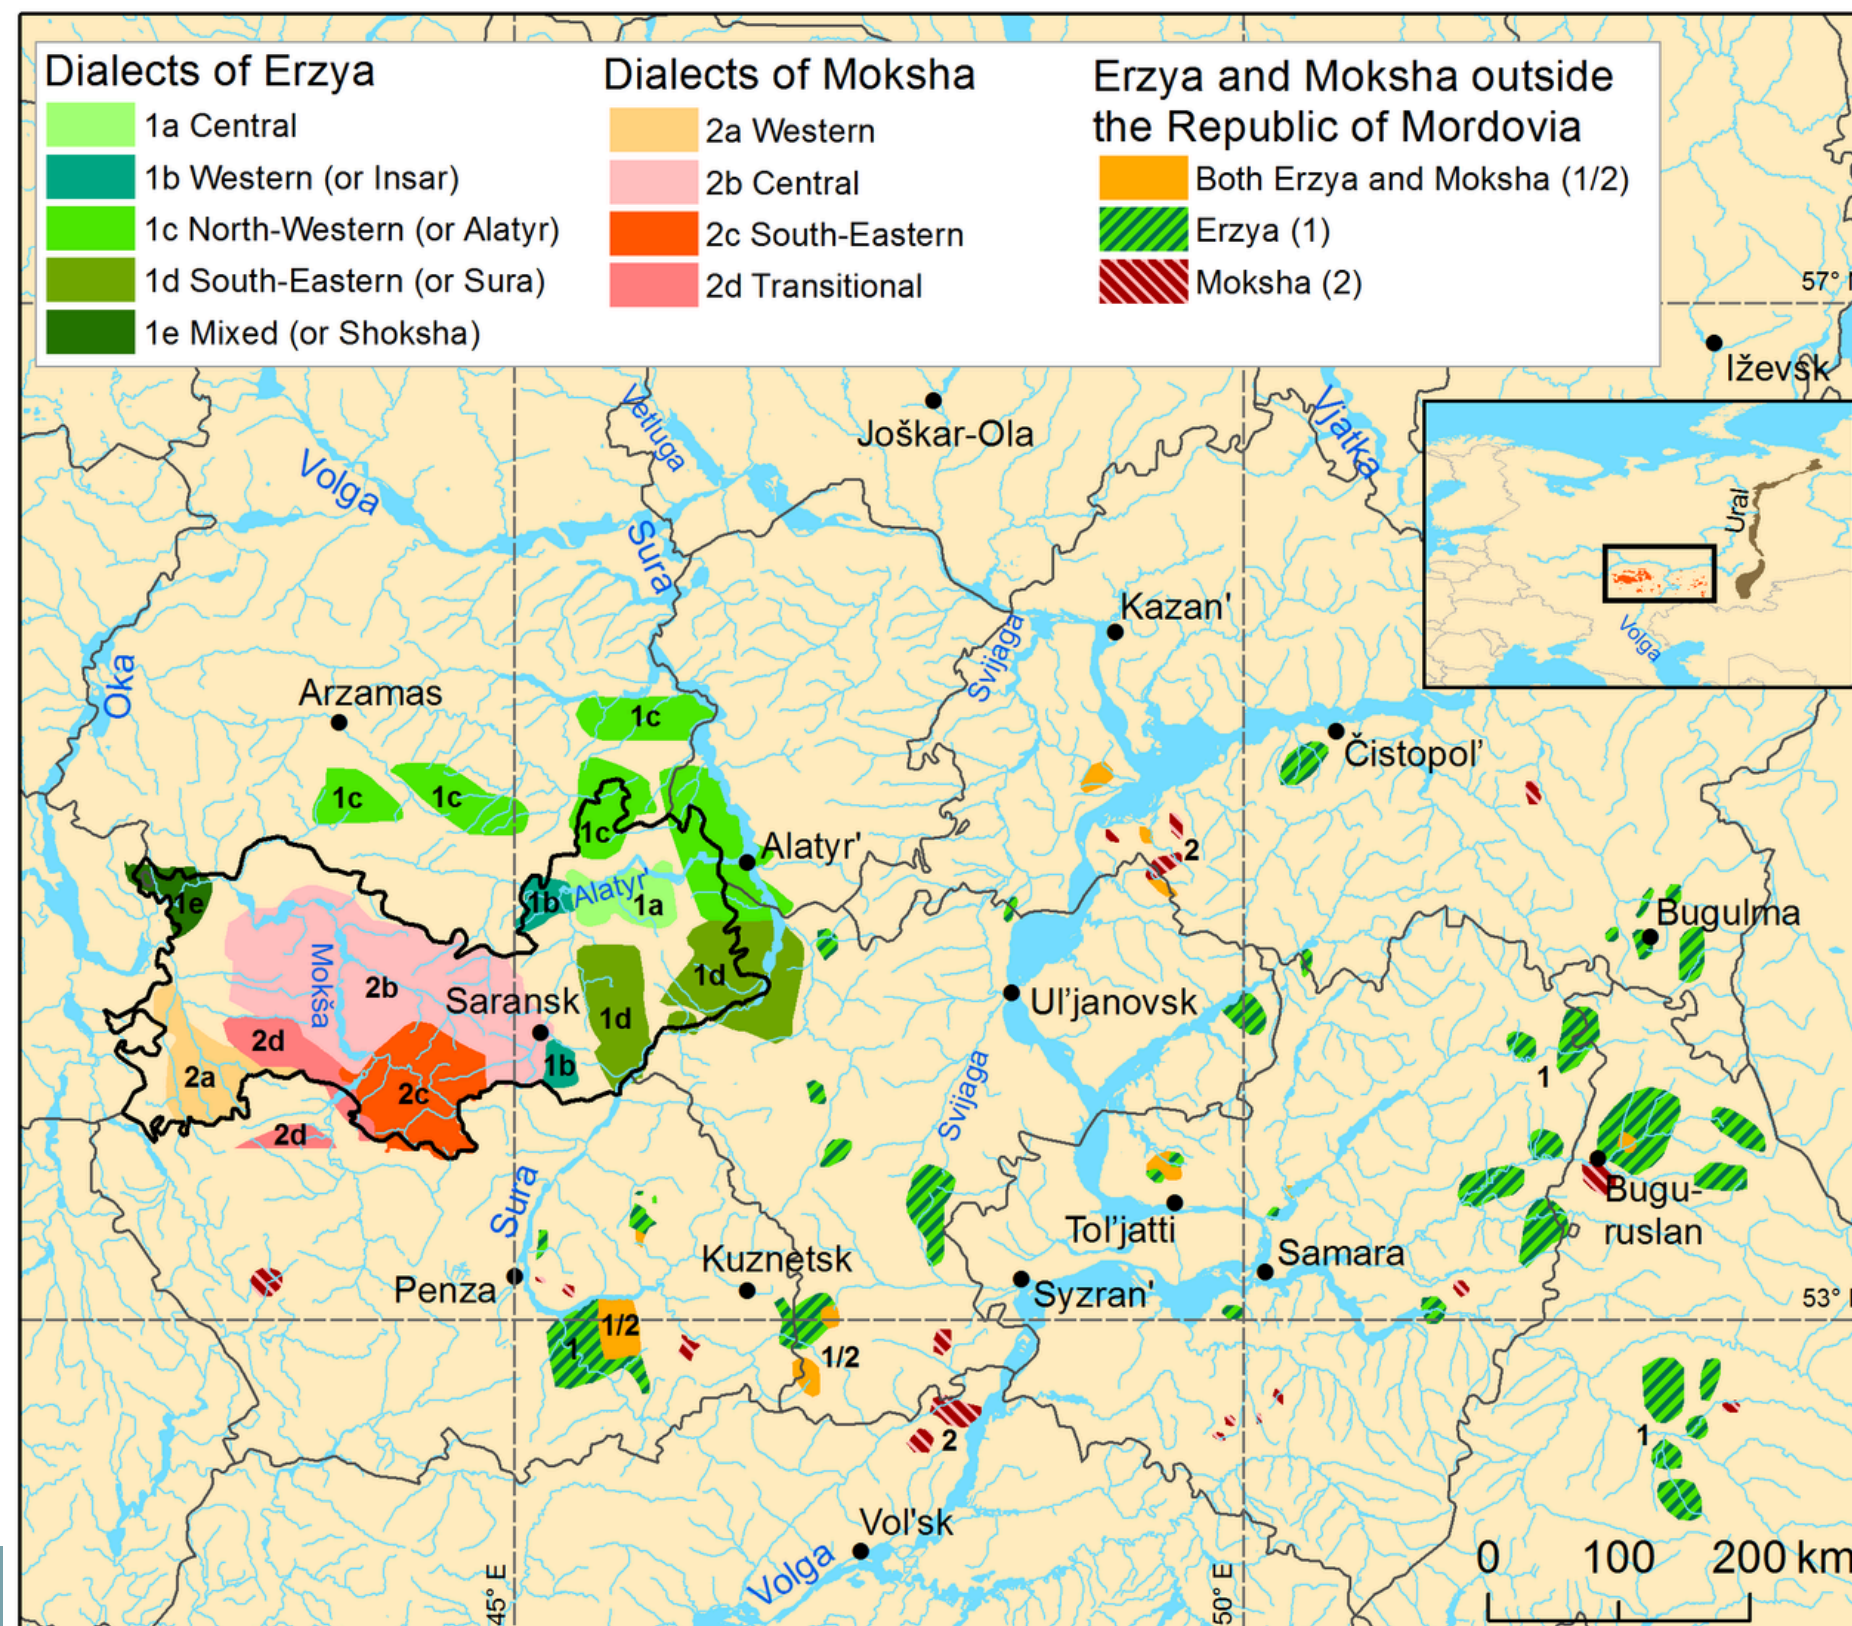 Dialects of Erzya
1a Central
1b Western (or Insar)
1c North-Western (or Alatyr)
1d South-Eastern (or Sura)
1e Mixed (or Shoksha)
Dialects of Moksha
2a Western
2b Central
2c South-Eastern
2d Transitional
Erzya and Moksha outside
the Republic of Mordovia
Both Erzya and Moksha (1/2)
Erzya (1)
Moksha (2)
57°
Iževsk
Joškar-Ola
Vetluga
Vjatka
Volga
Sura
Ural
Volga
Kazan'
Svijaga
Oka
Arzamas
1c
Čistopol'
1c
1c
1c
Alatyr'
2
1e
1b
Alatyr'
1a
Bugulma
Mokša
2b
Saransk
1d
1d
Ul'janovsk
2d
1b
2a
2c
1
Svijaga
2d
Sura
Bugu-
ruslan
Tol'jatti
Penza
Kuznetsk
Samara
Syzran'
53°
1
1/2
1/2
2
1
Vol'sk
Volga
45° E
50° E
0 100 200 km